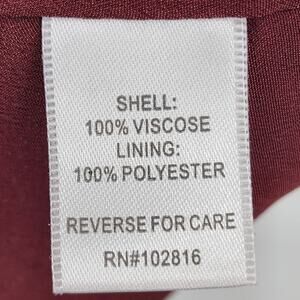 SHELL:
100% VISCOSE
LINING:
100% POLYESTER
REVERSE FOR CARE
RN#102816